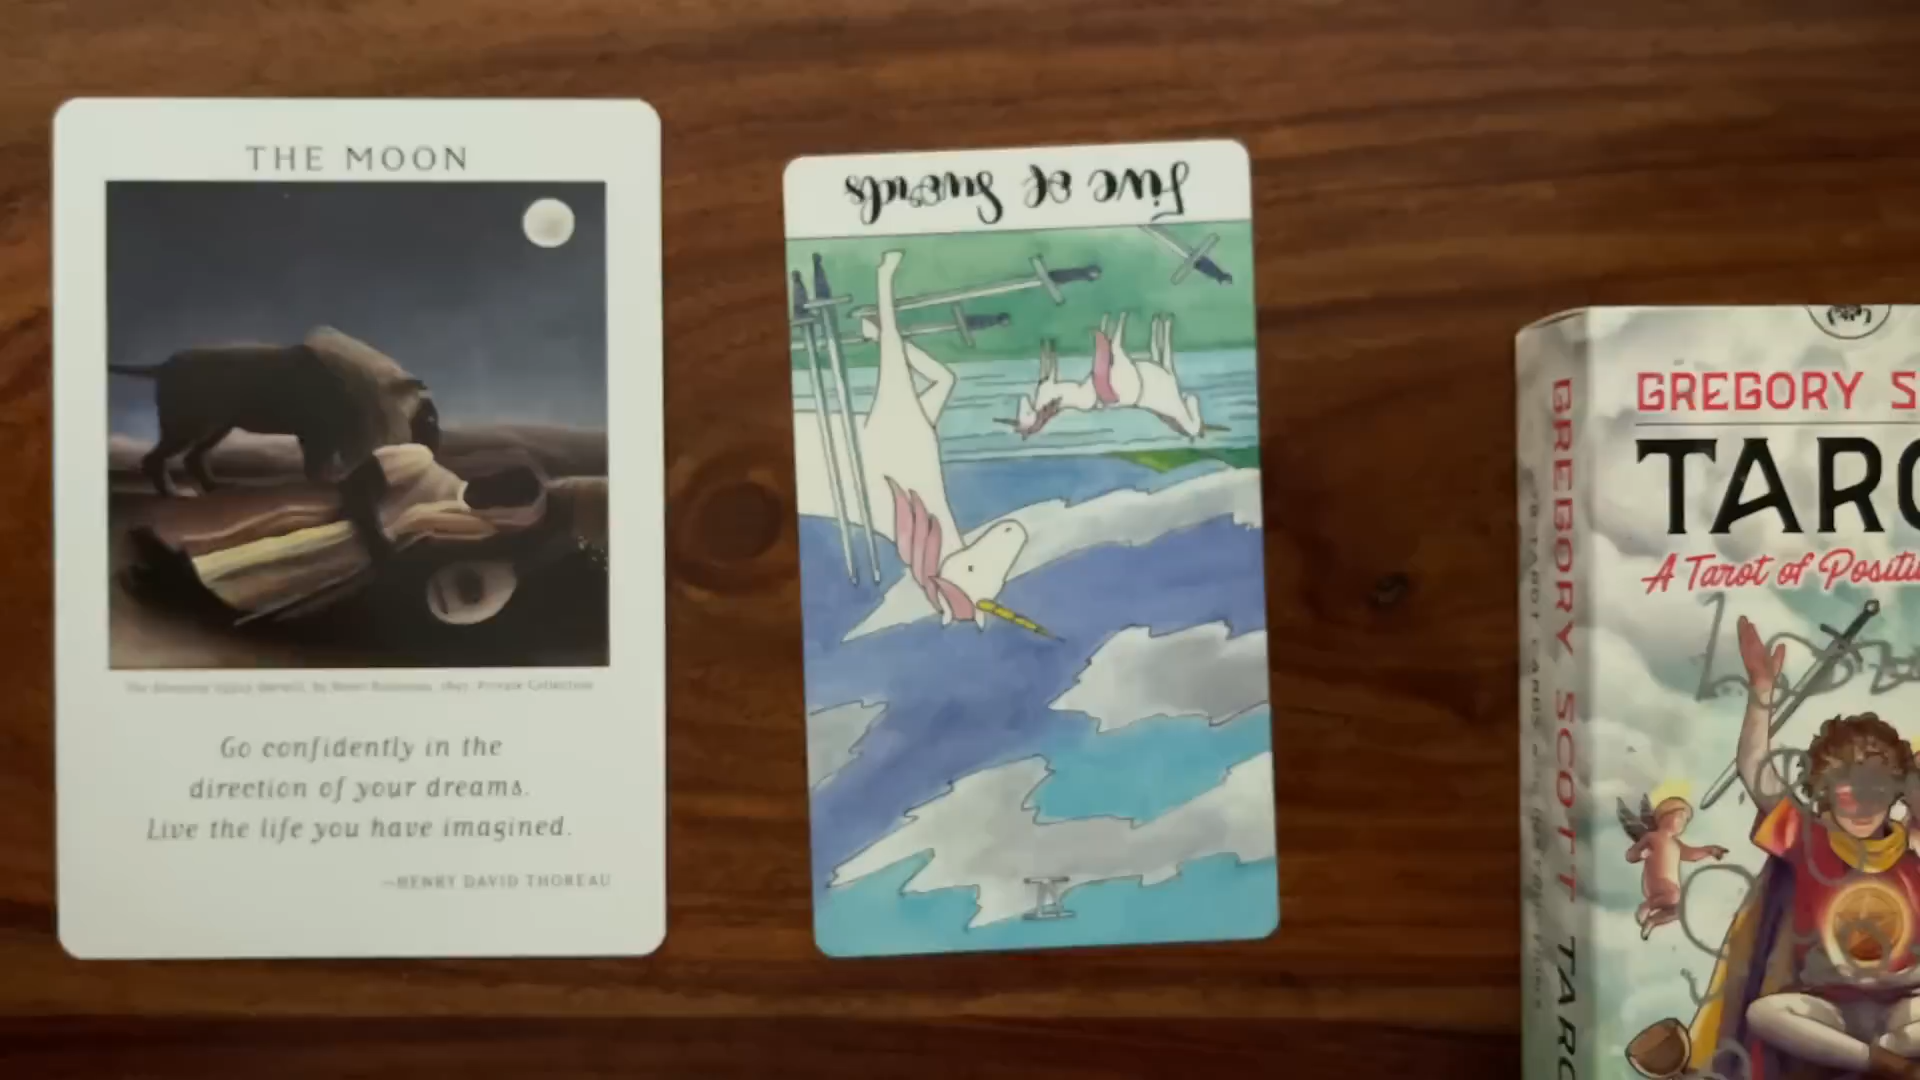 THE MOON
Go confidently in the
direction of your dreams.
Live the life you have imagined.
—HENRY DAVID THOREAU
Five of Swords
V
GREGORY S
TARO
A Tarot of Positi
GREGORY SCOTT TARO